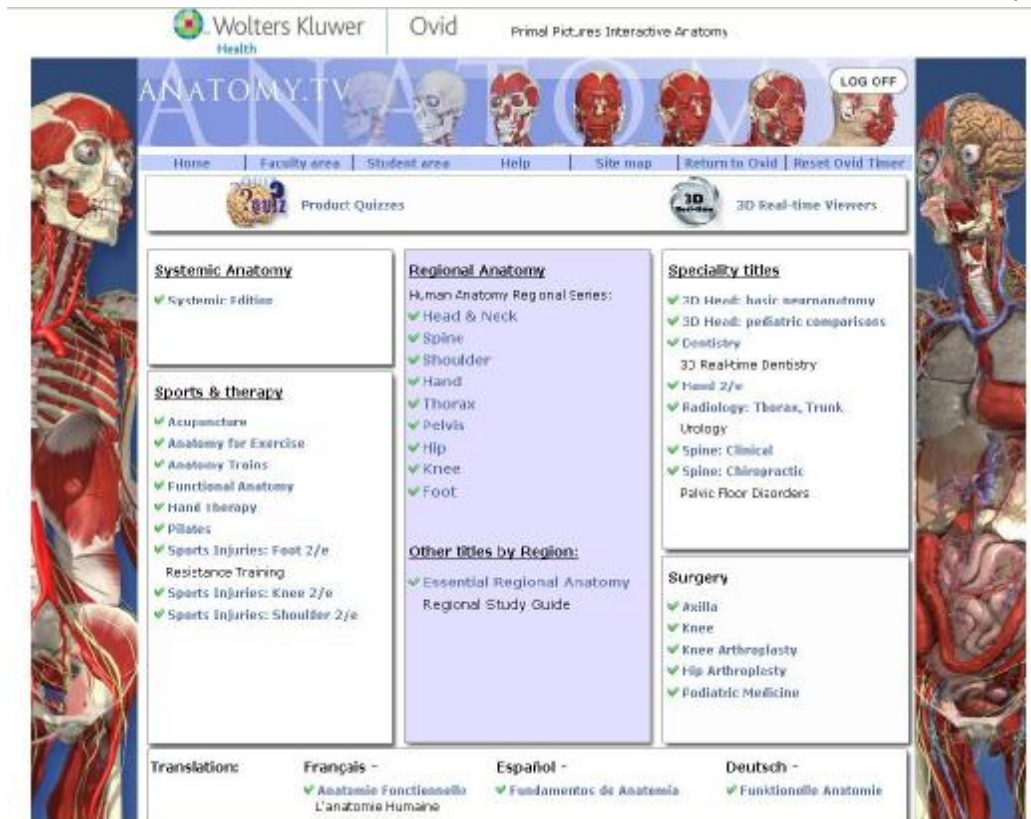 Wolters Kluwer
Health
Ovid
Primal Pictures Interactive Anatomy
ANATOMY.TV
ANATOMY
LOG OFF
Home | Faculty area | Student area Help | Site map | Return to Ovid | Reset Ovid Timer
QUIZ
Product Quizzes
3D
Real-time
3D Real-time Viewers
Systemic Anatomy
Systemic Edition
Sports & therapy
Acupuncture
Anatomy for Exercise
Anatomy Trains
Functional Anatomy
Hand Therapy
Pilates
Sports Injuries: Foot 2/e
Resistance Training
Sports Injuries: Knee 2/e
Sports Injuries: Shoulder 2/e
Regional Anatomy
Human Anatomy Regional Series:
Head & Neck
Spine
Shoulder
Hand
Thorax
Pelvis
Hip
Knee
Foot
Other titles by Region:
Essential Regional Anatomy
Regional Study Guide
Speciality titles
3D Head: basic neuroanatomy
3D Head: pediatric comparisons
Dentistry
3D Real-time Dentistry
Hand 2/e
Radiology: Thorax, Trunk
Urology
Spine: Clinical
Spine: Chiropractic
Pelvic Floor Disorders
Surgery
Axilla
Knee
Knee Arthroplasty
Hip Arthroplasty
Podiatric Medicine
Translation:
Français -
Anatomie Fonctionnelle
L'anatomie Humaine
Español -
Fundamentos de Anatomía
Deutsch -
Funktionelle Anatomie